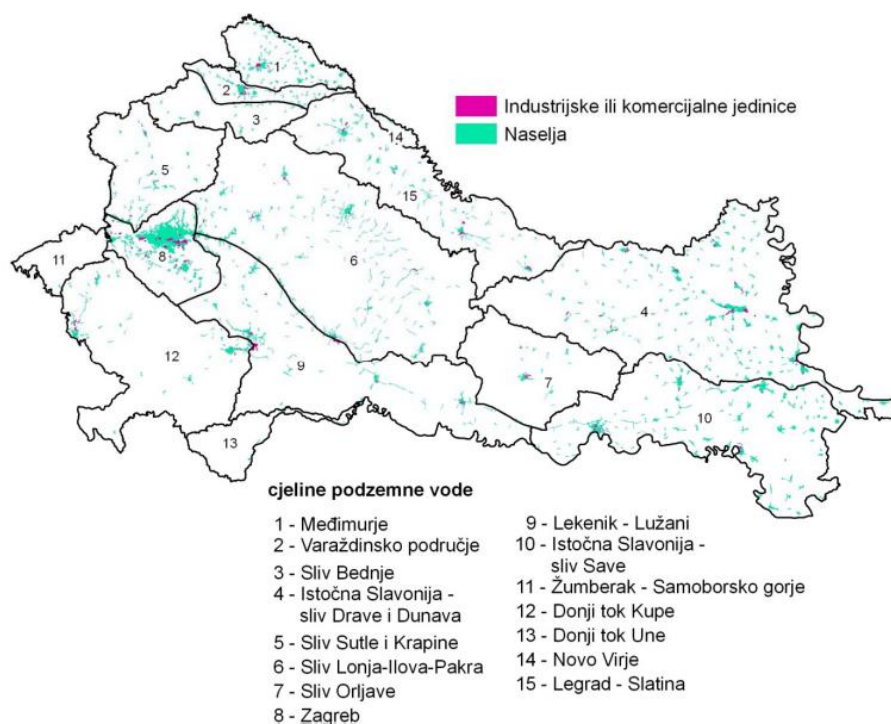 1
2
3
14
5
15
11
8
6
4
12
9
7
10
13
Industrijske ili komercijalne jedinice
Naselja
cjeline podzemne vode
1 - Međimurje
2 - Varaždinsko područje
3 - Sliv Bednje
4 - Istočna Slavonija -
sliv Drave i Dunava
5 - Sliv Sutle i Krapine
6 - Sliv Lonja-Ilova-Pakra
7 - Sliv Orljave
8 - Zagreb
9 - Lekenik - Lužani
10 - Istočna Slavonija -
sliv Save
11 - Žumberak - Samoborsko gorje
12 - Donji tok Kupe
13 - Donji tok Une
14 - Novo Virje
15 - Legrad - Slatina